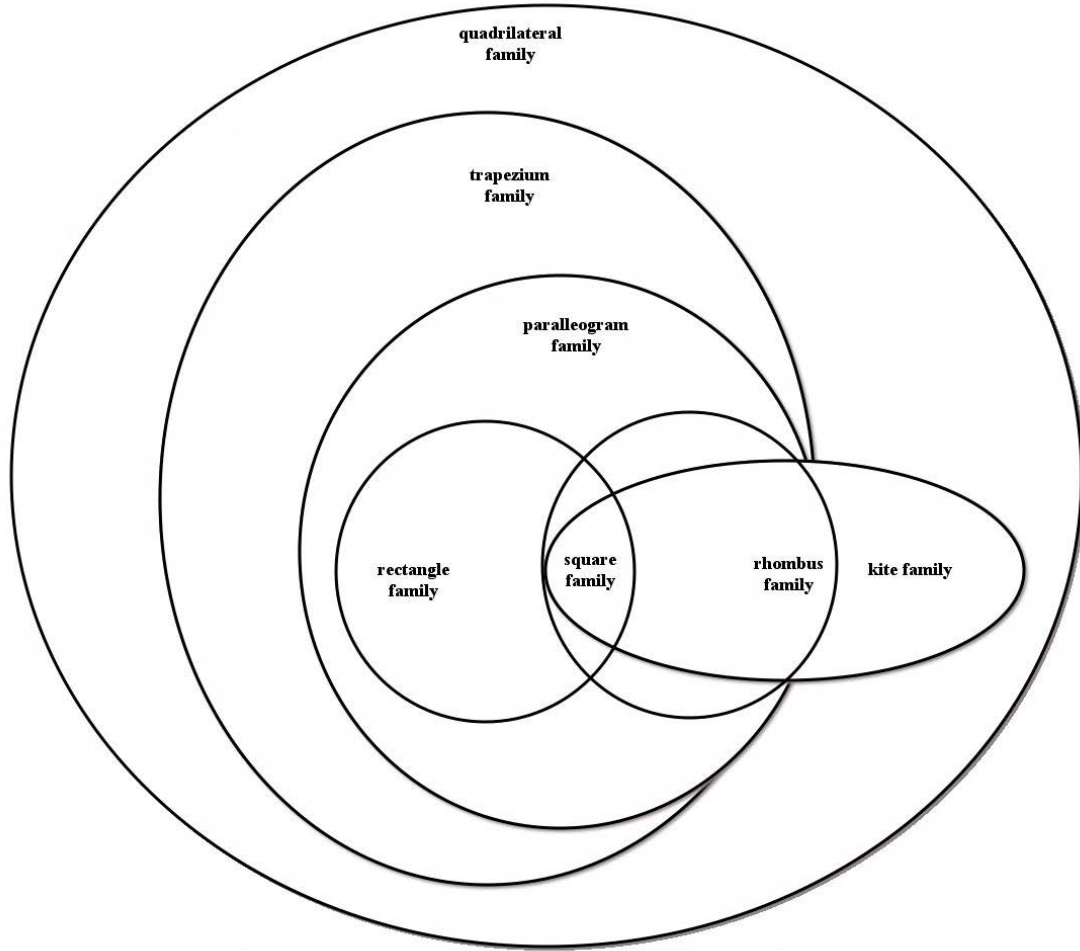 quadrilateral
family
trapezium
family
paralleogram
family
rectangle
family
square
family
rhombus
family
kite family